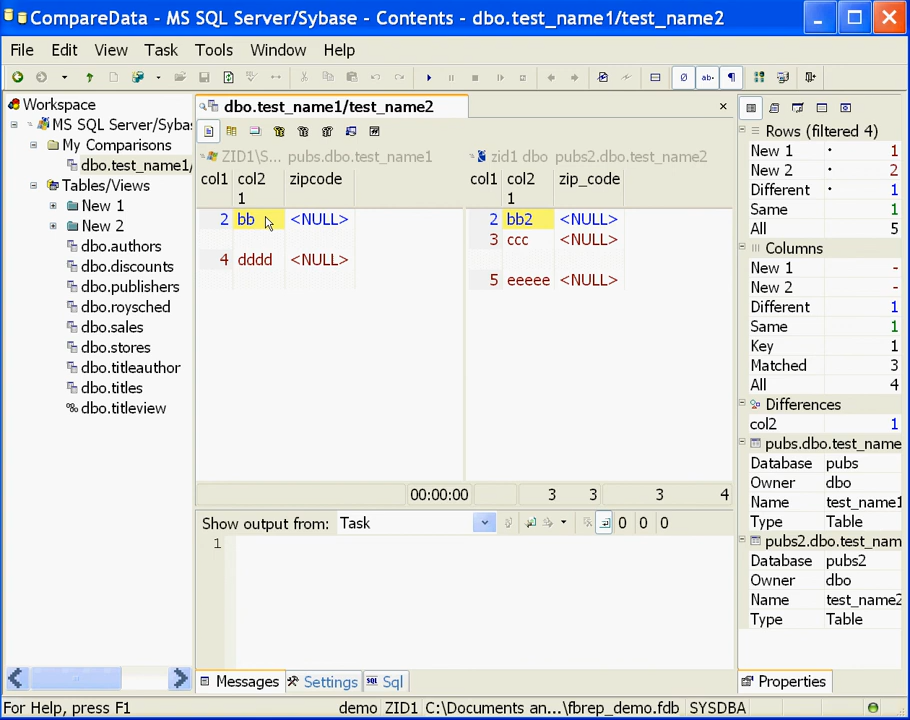 CompareData - MS SQL Server/Sybase - Contents - dbo.test_name1/test_name2
File Edit View Task Tools Window Help
Workspace
MS SQL Server/Syba
My Comparisons
dbo.test_name1/
Tables/Views
New 1
New 2
dbo.authors
dbo.discounts
dbo.publishers
dbo.roysched
dbo.sales
dbo.stores
dbo.titleauthor
dbo.titles
dbo.titleview
dbo.test_name1/test_name2
ZID1\S... pubs.dbo.test_name1
col1 col2 zipcode
1
2 bb <NULL>
4 dddd <NULL>
zid1 dbo pubs2.dbo.test_name2
col1 col2 zip_code
1
2 bb2 <NULL>
3 ccc <NULL>
5 eeeee <NULL>
00:00:00 3 3 3 4
Show output from: Task 0 0 0
1
Messages Settings Sql
Rows (filtered 4)
New 1 • 1
New 2 • 2
Different • 1
Same 1
All 5
Columns
New 1 -
New 2 -
Different 1
Same 1
Key 1
Matched 3
All 4
Differences
col2 1
pubs.dbo.test_name
Database pubs
Owner dbo
Name test_name1
Type Table
pubs2.dbo.test_nam
Database pubs2
Owner dbo
Name test_name2
Type Table
Properties
For Help, press F1 demo ZID1 C:\Documents an...\fbrep_demo.fdb SYSDBA